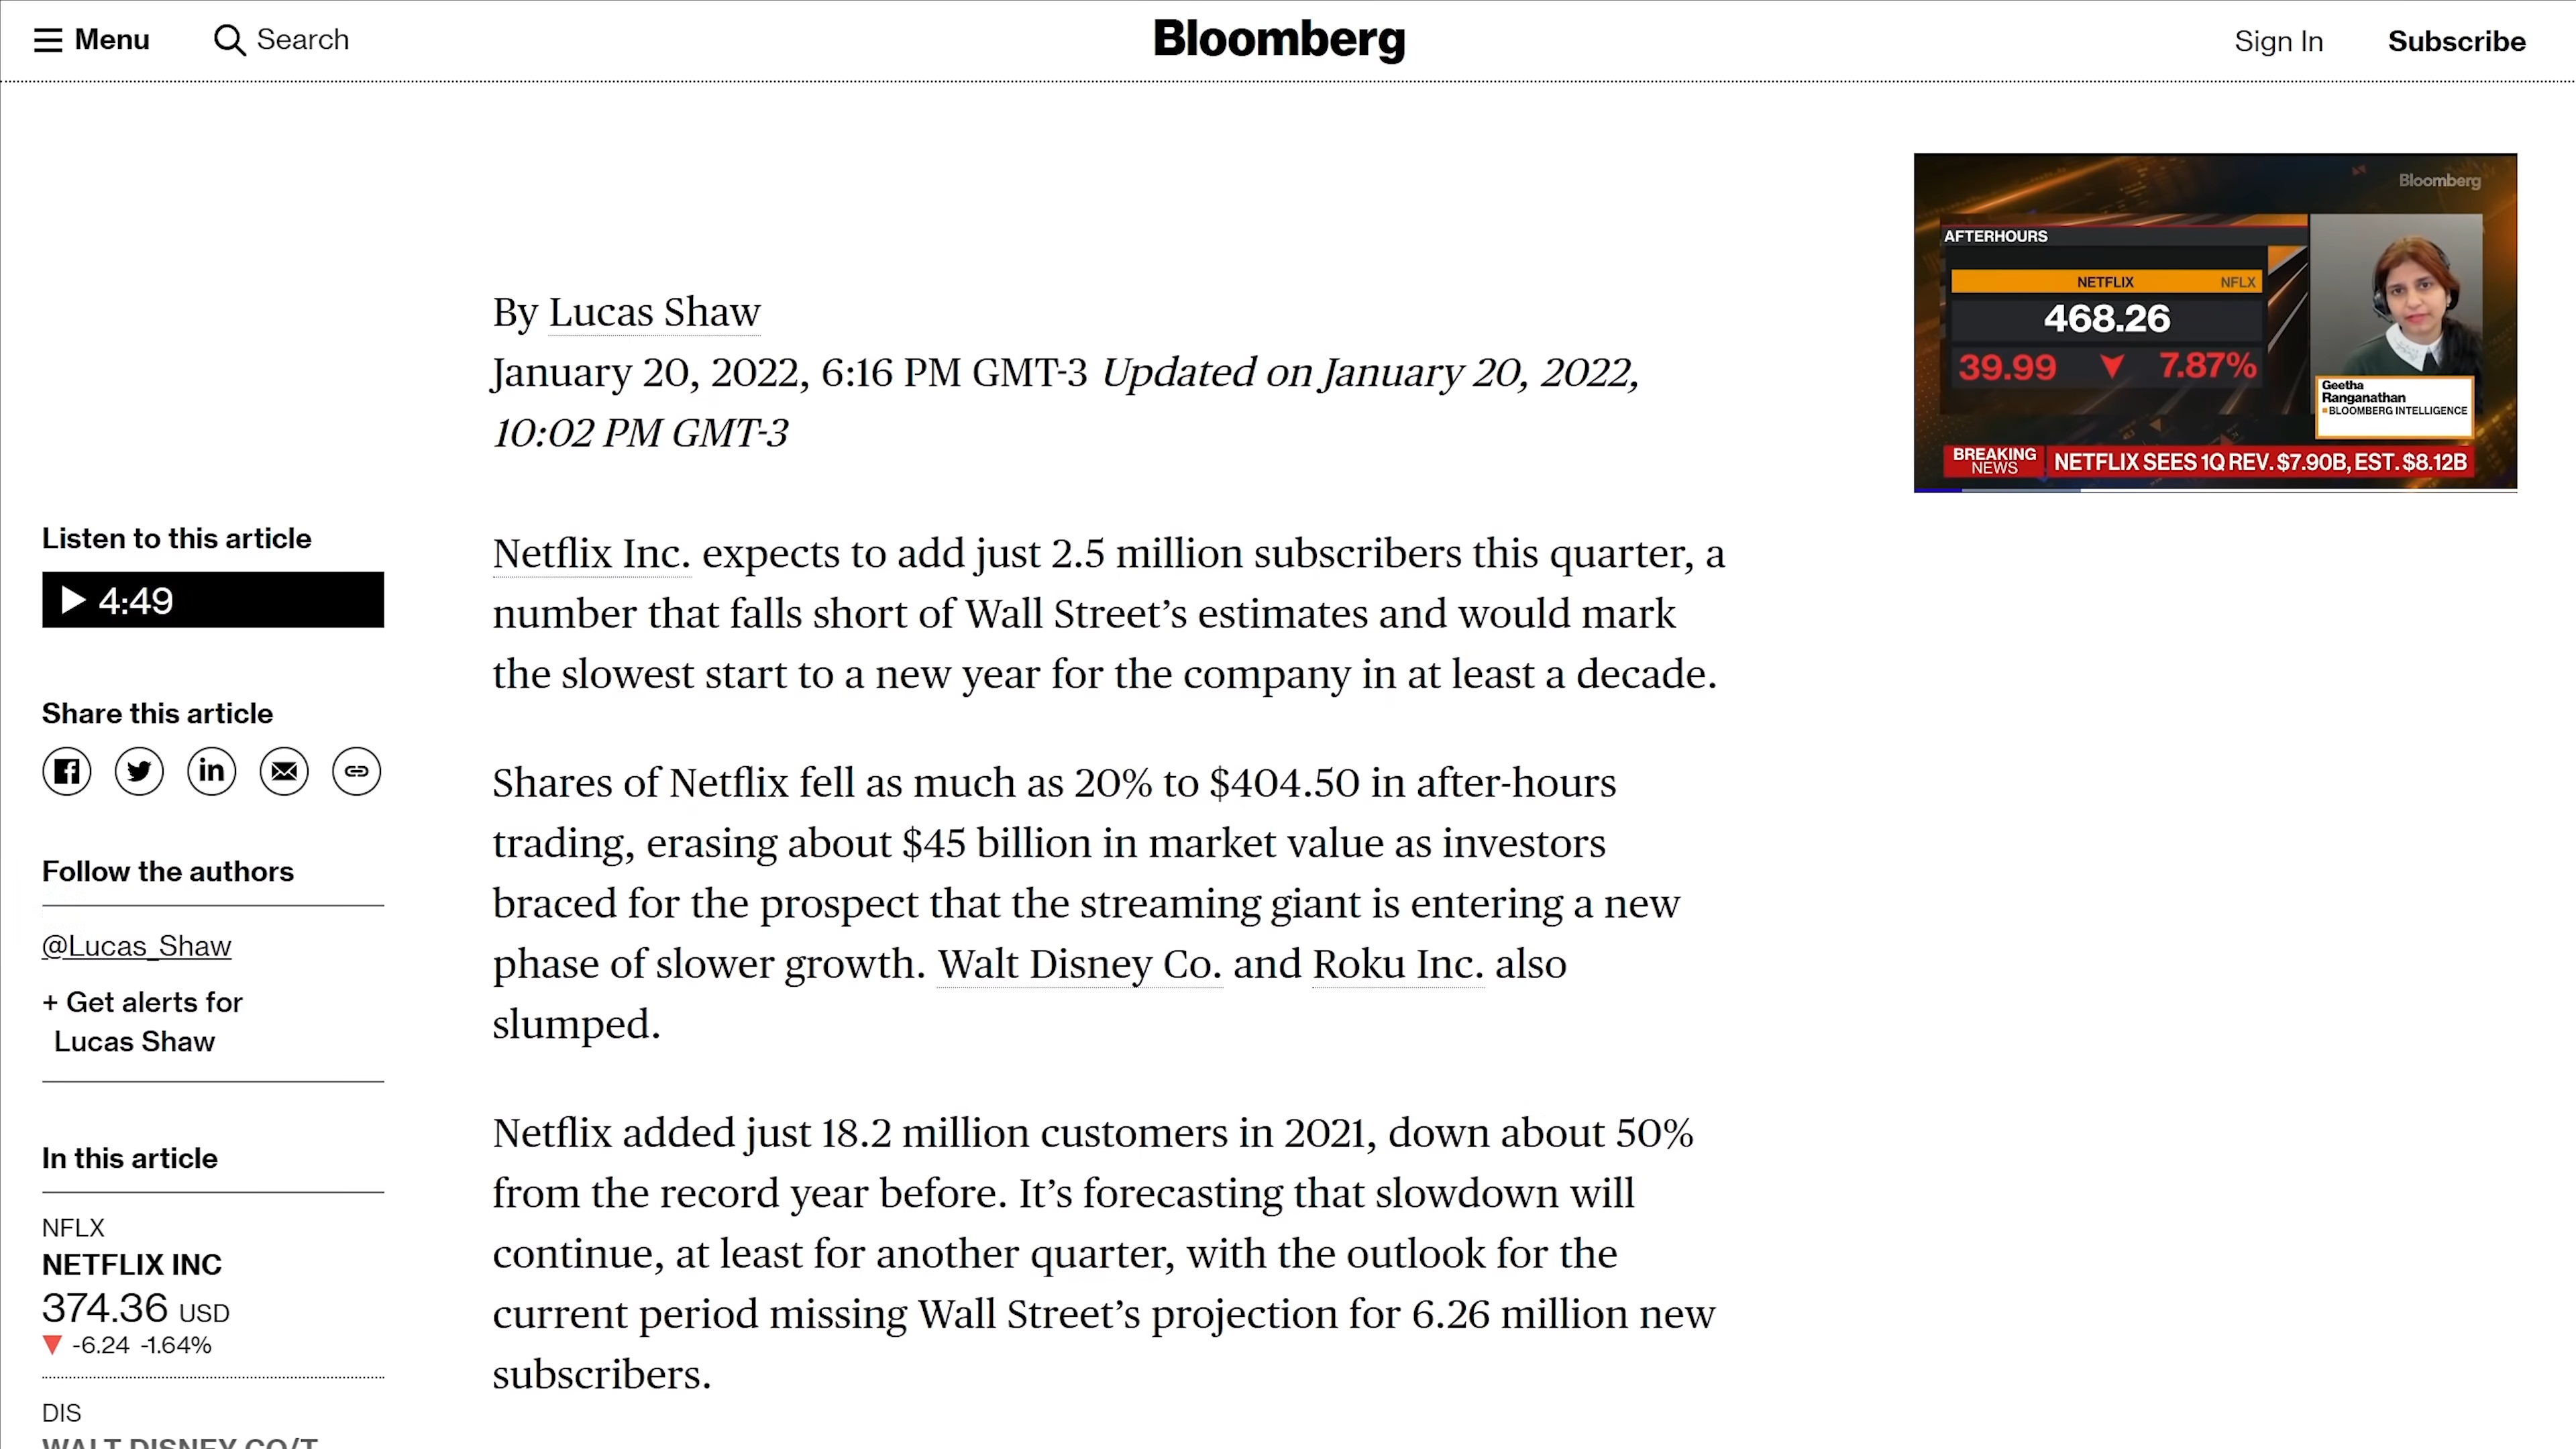 Menu
Search
Bloomberg
Sign In
Subscribe
Bloomberg
AFTERHOURS
NETFLIX NFLX
468.26
39.99 ▼ 7.87%
Geetha
Ranganathan
BLOOMBERG INTELLIGENCE
BREAKING
NEWS
NETFLIX SEES 1Q REV. $7.90B, EST. $8.12B
By Lucas Shaw
January 20, 2022, 6:16 PM GMT-3 Updated on January 20, 2022,
10:02 PM GMT-3
Listen to this article
4:49
Share this article
Follow the authors
@Lucas_Shaw
+ Get alerts for
Lucas Shaw
In this article
NFLX
NETFLIX INC
374.36 USD
▼ -6.24 -1.64%
DIS
WALT DISNEY CO/T
Netflix Inc. expects to add just 2.5 million subscribers this quarter, a
number that falls short of Wall Street’s estimates and would mark
the slowest start to a new year for the company in at least a decade.
Shares of Netflix fell as much as 20% to $404.50 in after-hours
trading, erasing about $45 billion in market value as investors
braced for the prospect that the streaming giant is entering a new
phase of slower growth. Walt Disney Co. and Roku Inc. also
slumped.
Netflix added just 18.2 million customers in 2021, down about 50%
from the record year before. It’s forecasting that slowdown will
continue, at least for another quarter, with the outlook for the
current period missing Wall Street’s projection for 6.26 million new
subscribers.